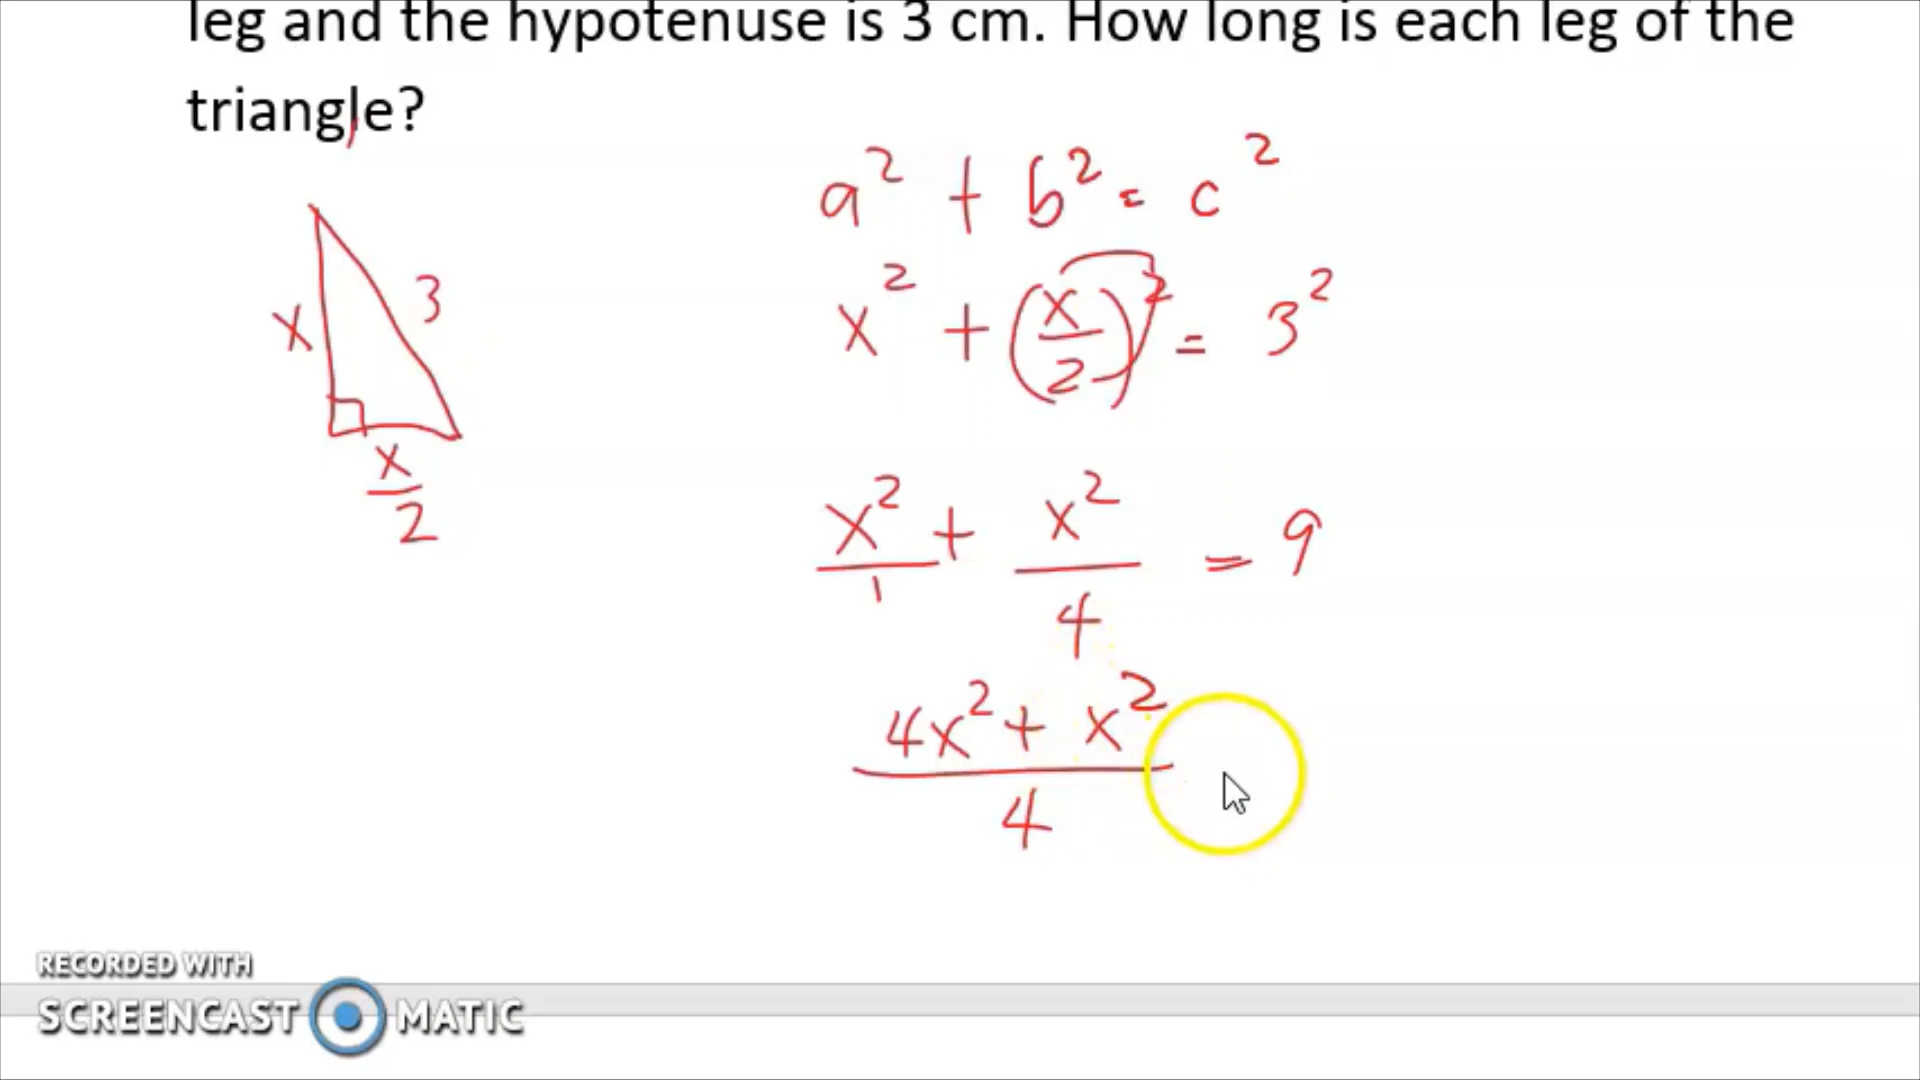 leg and the hypotenuse is 3 cm. How long is each leg of the
triangle?
a² + b² = c²
x² + (x/2)² = 3²
x
3
x/2
x²/1 + x²/4 = 9
4x² + x²/4
RECORDED WITH
SCREENCAST MATIC